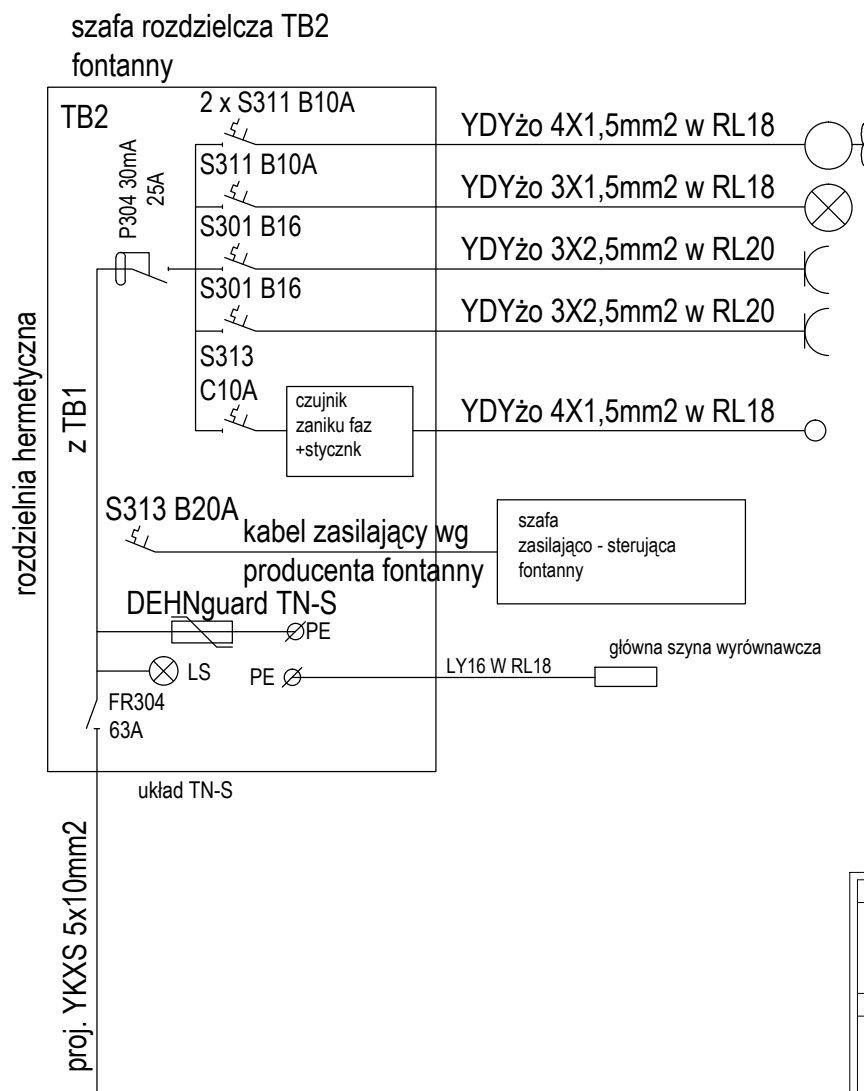 szafa rozdzielcza TB2
fontanny
TB2
2 x S311 B10A
YDYżo 4X1,5mm2 w RL18
P304 30mA
25A
S311 B10A
YDYżo 3X1,5mm2 w RL18
S301 B16
YDYżo 3X2,5mm2 w RL20
S301 B16
YDYżo 3X2,5mm2 w RL20
S313
C10A
czujnik
zaniku faz
+stycznk
YDYżo 4X1,5mm2 w RL18
rozdzielnia hermetyczna
z TB1
S313 B20A
kabel zasilający wg
producenta fontanny
szafa
zasilająco - sterująca
fontanny
DEHNguard TN-S
PE
LS
PE
LY16 W RL18
główna szyna wyrównawcza
FR304
63A
układ TN-S
proj. YKXS 5x10mm2